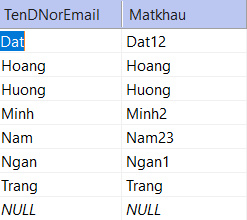 TenDNorEmail Matkhau
Dat Dat12
Hoang Hoang
Huong Huong
Minh Minh2
Nam Nam23
Ngan Ngan1
Trang Trang
NULL NULL